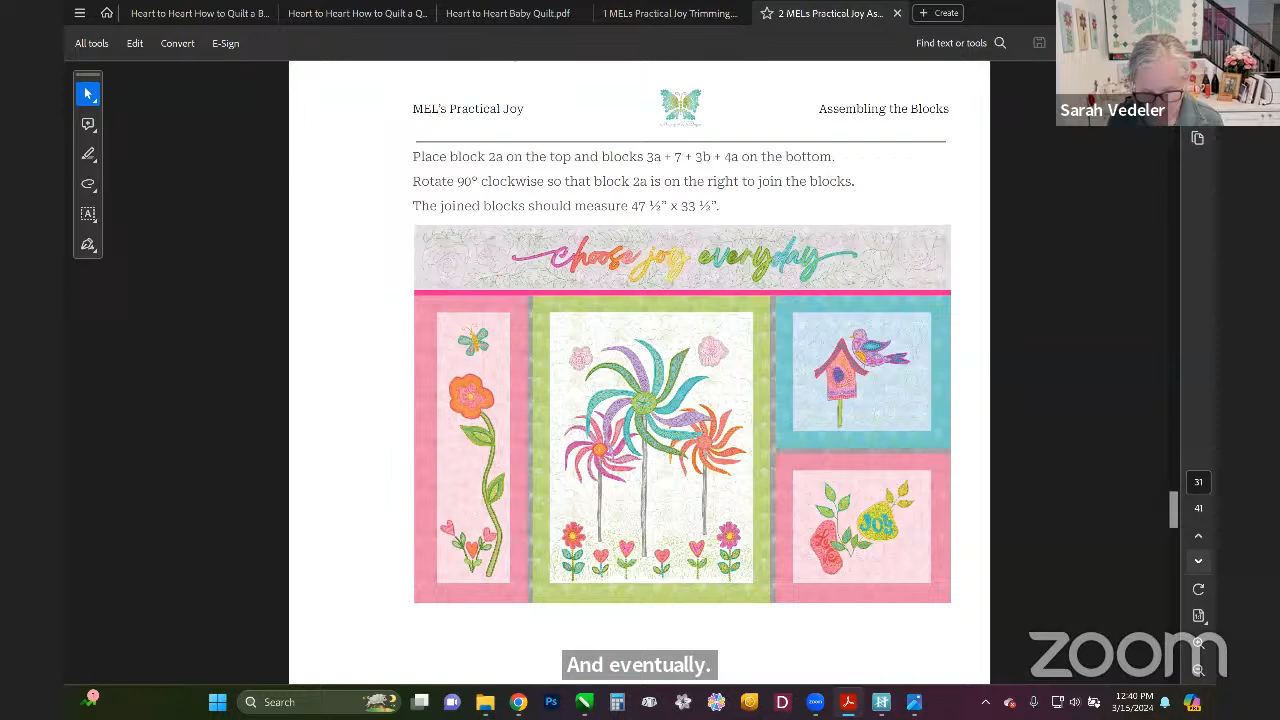 Heart to Heart How to Quilt a B...
Heart to Heart How to Quilt a Q...
Heart to Heart Baby Quilt.pdf
1 MELs Practical Joy Trimming...
2 MELs Practical Joy As...
+ Create
All tools
Edit
Convert
E-Sign
Find text or tools
Sarah Vedeler
MEL's Practical Joy
Assembling the Blocks
Place block 2a on the top and blocks 3a + 7 + 3b + 4a on the bottom.
Rotate 90° clockwise so that block 2a is on the right to join the blocks.
The joined blocks should measure 47 ½" x 33 ½".
choose joy everyday
JOY
31
41
And eventually.
zoom
Search
Ps
D
zoom
12:40 PM
3/15/2024
PRE